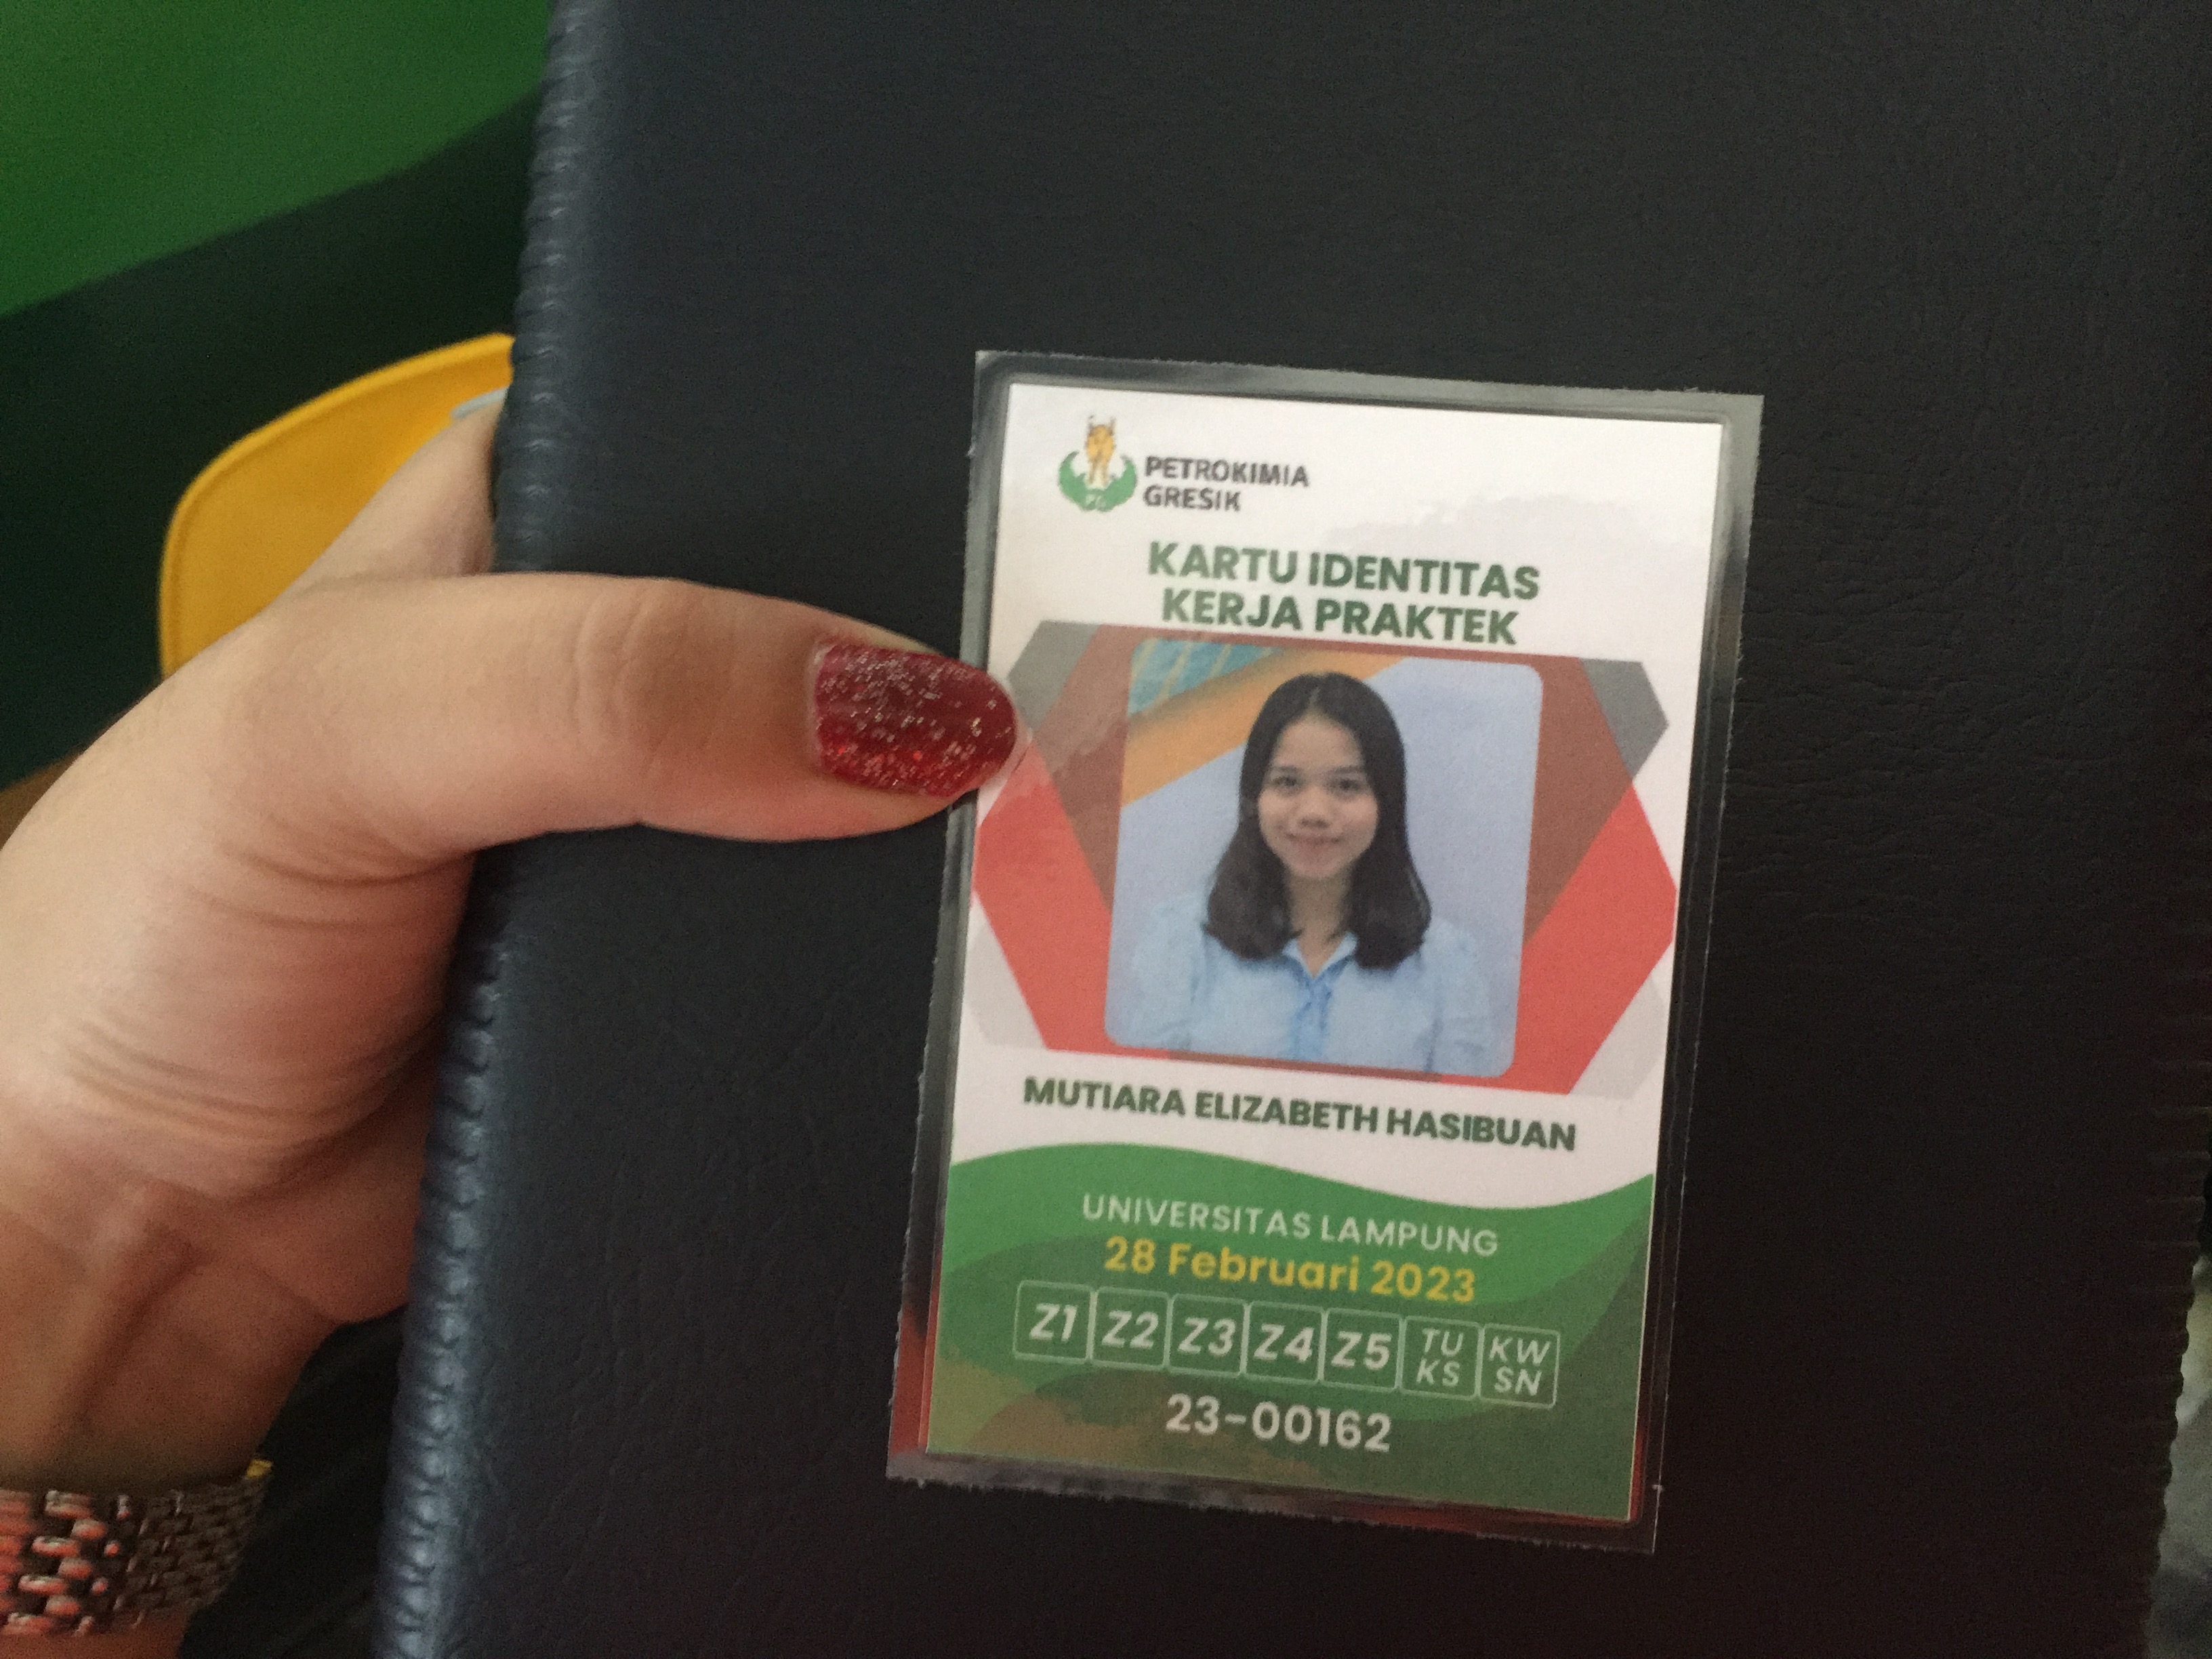 PETROKIMIA
GRESIK
KARTU IDENTITAS
KERJA PRAKTEK
MUTIARA ELIZABETH HASIBUAN
UNIVERSITAS LAMPUNG
28 Februari 2023
Z1 Z2 Z3 Z4 Z5 TU KS KW SN
23-00162